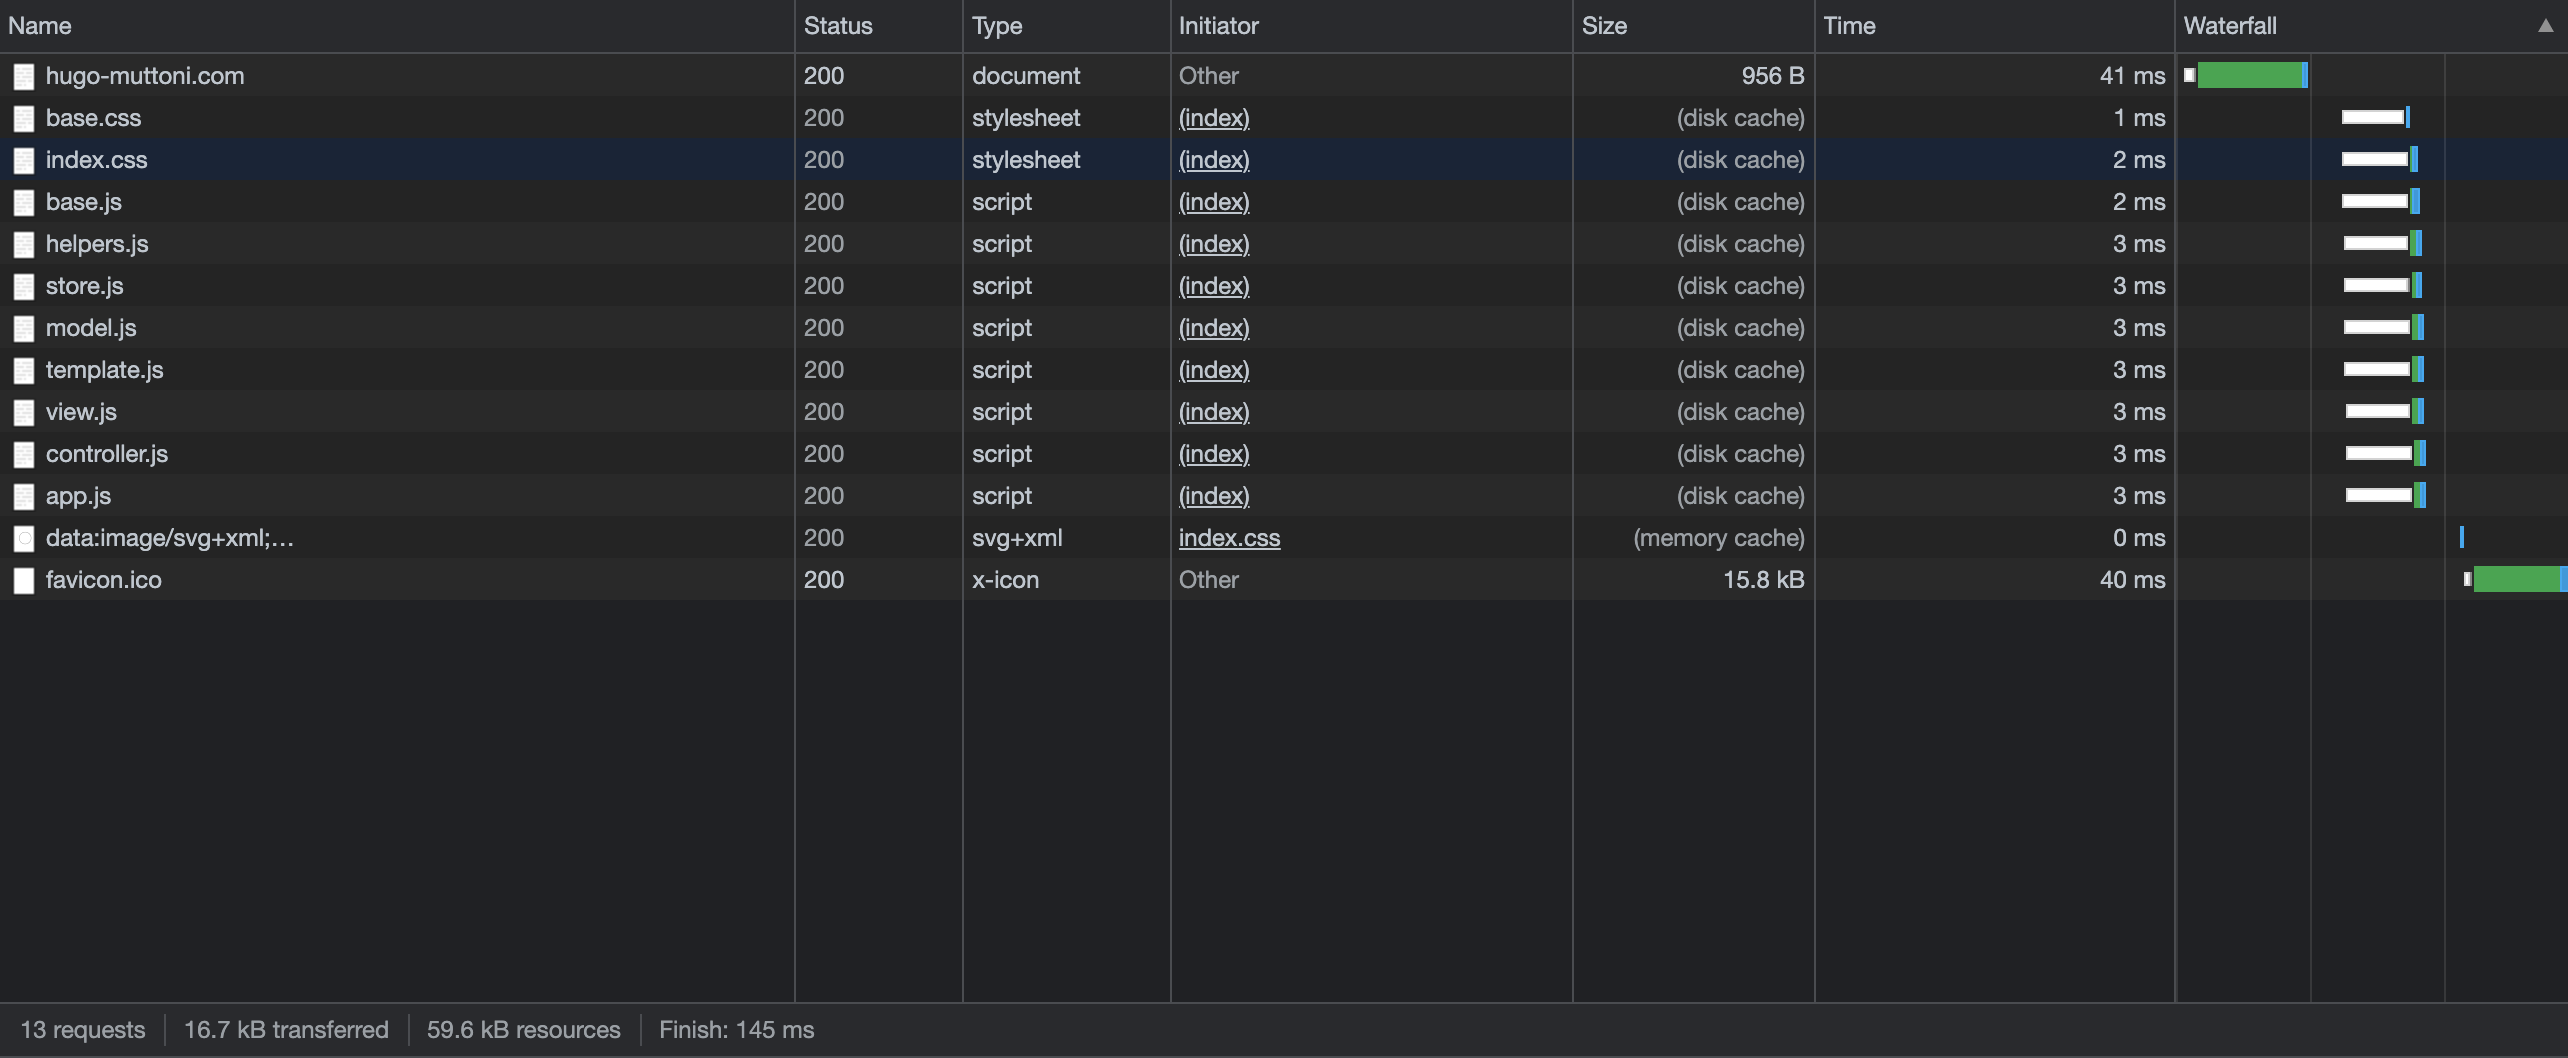 Name Status Type Initiator Size Time Waterfall
hugo-muttoni.com 200 document Other 956 B 41 ms
base.css 200 stylesheet (index) (disk cache) 1 ms
index.css 200 stylesheet (index) (disk cache) 2 ms
base.js 200 script (index) (disk cache) 2 ms
helpers.js 200 script (index) (disk cache) 3 ms
store.js 200 script (index) (disk cache) 3 ms
model.js 200 script (index) (disk cache) 3 ms
template.js 200 script (index) (disk cache) 3 ms
view.js 200 script (index) (disk cache) 3 ms
controller.js 200 script (index) (disk cache) 3 ms
app.js 200 script (index) (disk cache) 3 ms
data:image/svg+xml;… 200 svg+xml index.css (memory cache) 0 ms
favicon.ico 200 x-icon Other 15.8 kB 40 ms
13 requests 16.7 kB transferred 59.6 kB resources Finish: 145 ms